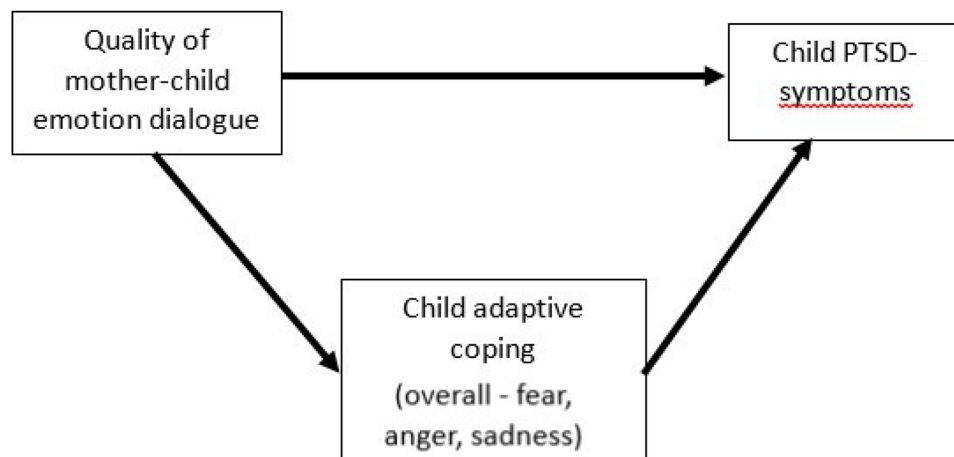 Quality of
mother-child
emotion dialogue
Child PTSD-
symptoms
Child adaptive
coping
(overall - fear,
anger, sadness)